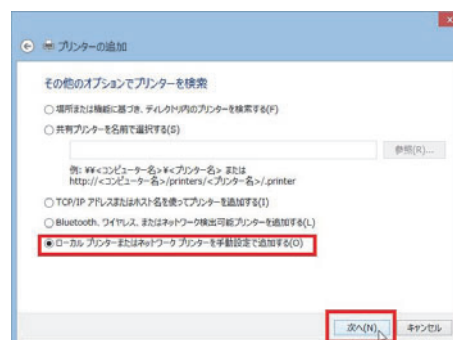 プリンターの追加
その他のオプションでプリンターを検索
場所または機能に基づき、ディレクトリ内のプリンターを検索する(F)
共有プリンターを名前で選択する(S)
参照(R)...
例: ¥¥<コンピューター名>¥<プリンター名> または
http://<コンピューター名>/printers/<プリンター名>/.printer
TCP/IP アドレスまたはホスト名を使ってプリンターを追加する(I)
Bluetooth、ワイヤレス、またはネットワーク検出可能プリンターを追加する(L)
ローカル プリンターまたはネットワーク プリンターを手動設定で追加する(O)
次へ(N)
キャンセル